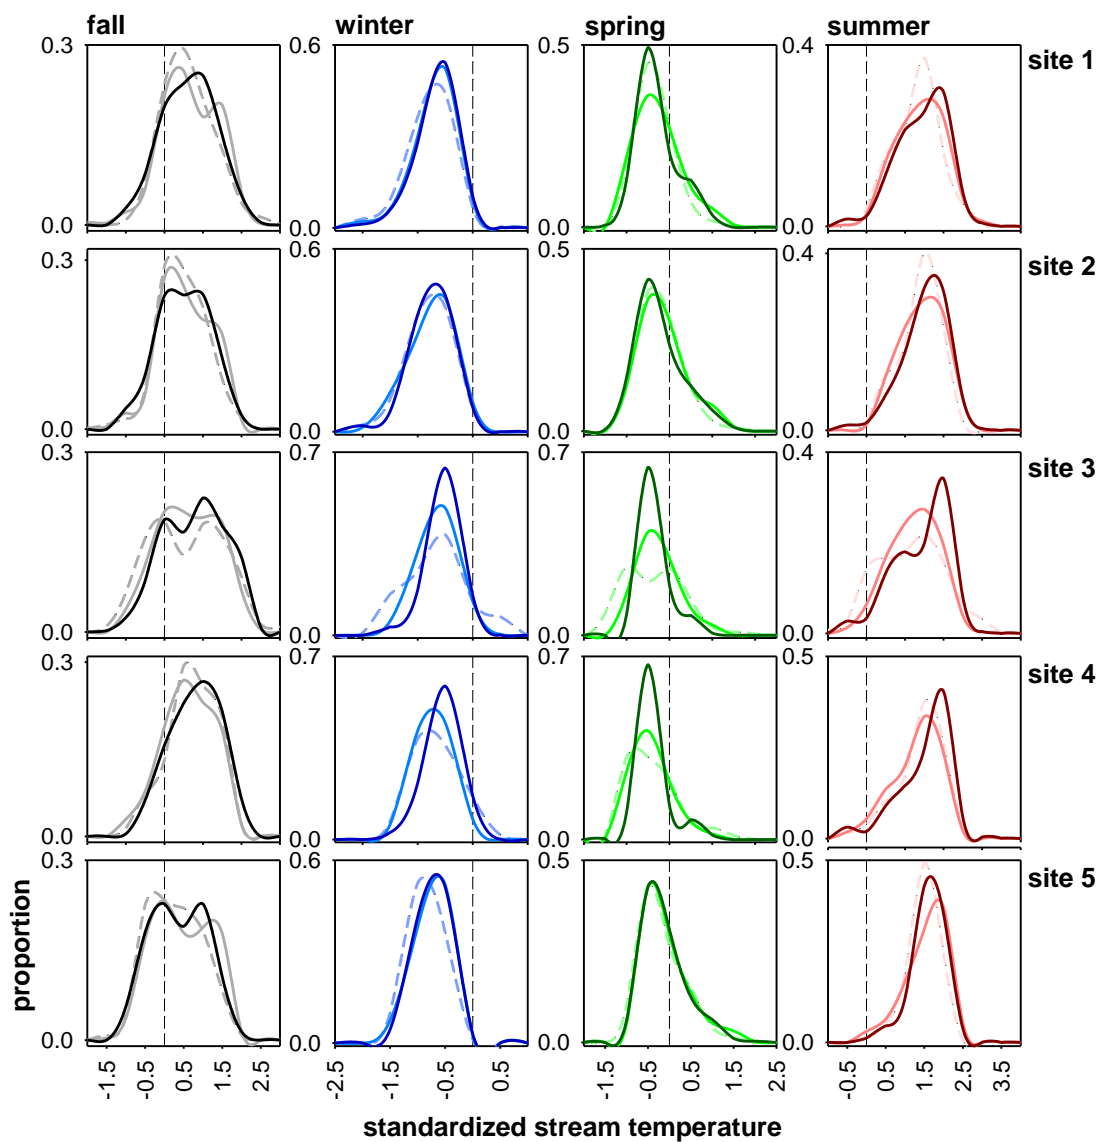 fall winter spring summer
0.3 0.6 0.5 0.4 site 1
0.0 0.0 0.0 0.0
0.3 0.6 0.5 0.4 site 2
0.0 0.0 0.0 0.0
0.3 0.7 0.7 0.4 site 3
0.0 0.0 0.0 0.0
0.3 0.7 0.7 0.5 site 4
0.0 0.0 0.0 0.0
0.3 0.6 0.5 0.5 site 5
0.0 0.0 0.0 0.0
proportion
-1.5 -0.5 0.5 1.5 2.5 -2.5 -1.5 -0.5 0.5 -1.5 -0.5 0.5 1.5 2.5 -0.5 0.5 1.5 2.5 3.5
standardized stream temperature